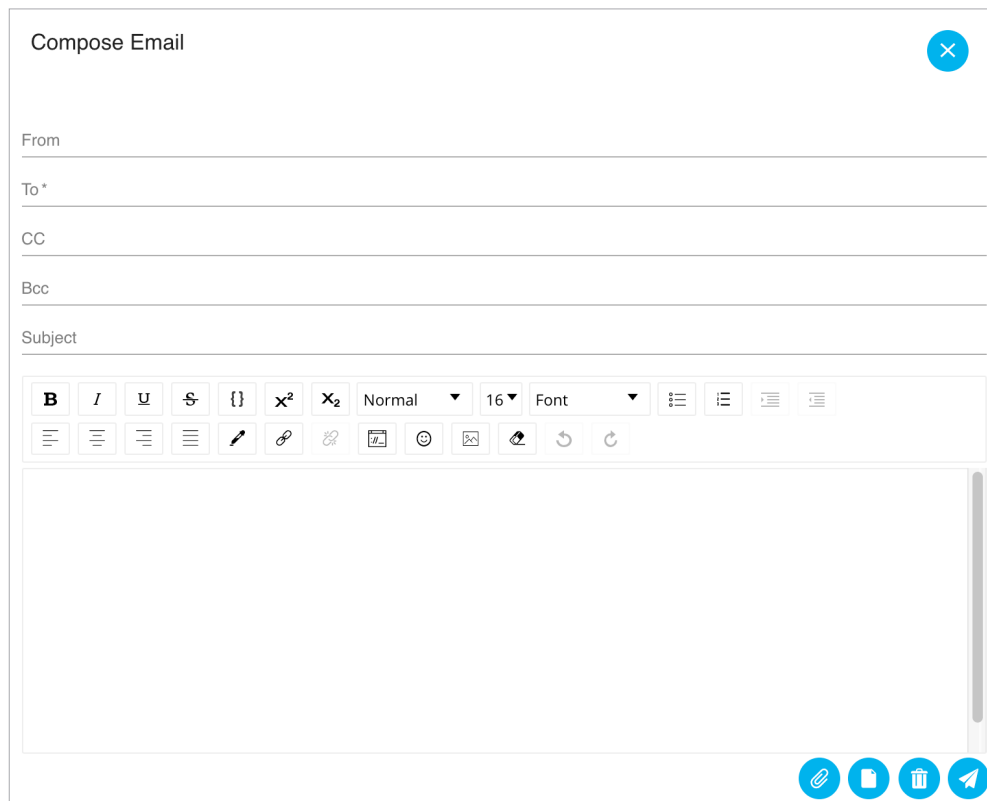 Compose Email
From
To *
CC
Bcc
Subject
B I U S {} x² x₂ Normal 16 Font